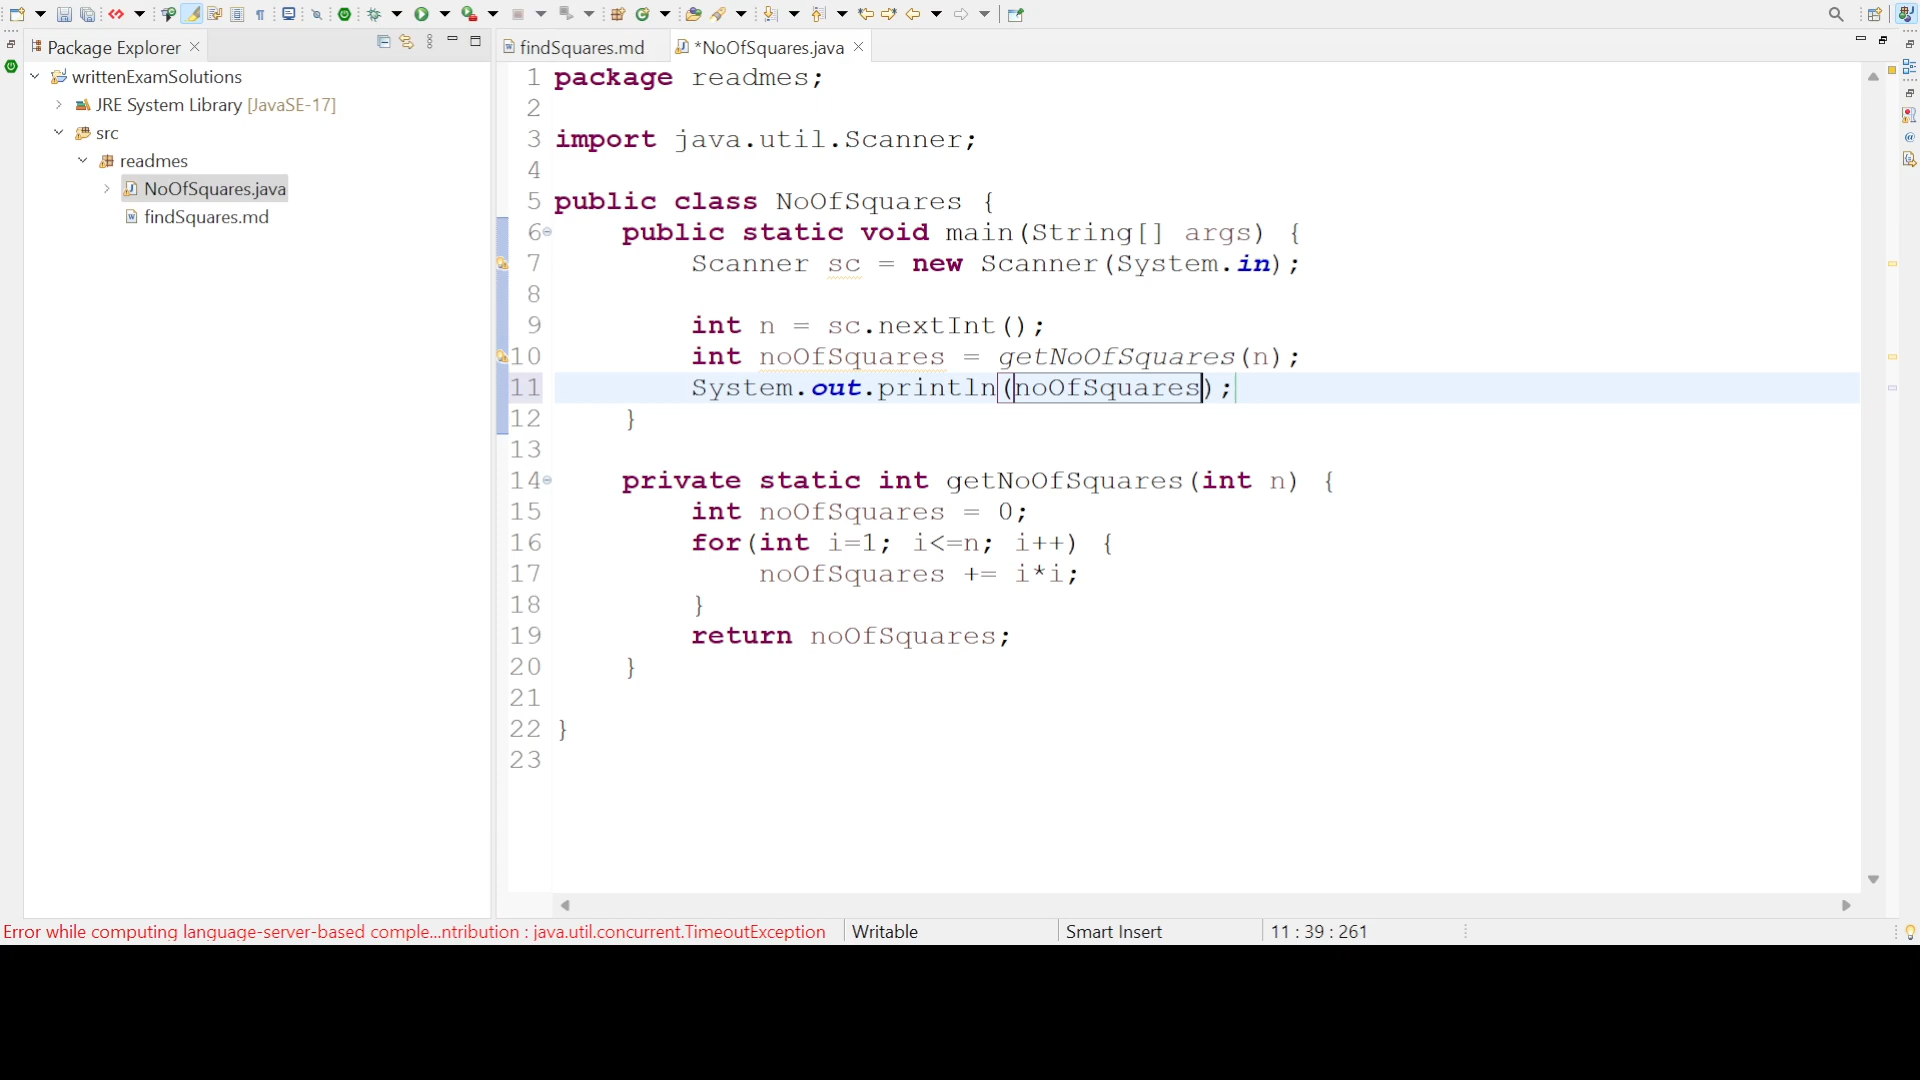 Package Explorer
findSquares.md
*NoOfSquares.java
writtenExamSolutions
JRE System Library [JavaSE-17]
src
readmes
NoOfSquares.java
findSquares.md
1 package readmes;
2
3 import java.util.Scanner;
4
5 public class NoOfSquares {
6 public static void main(String[] args) {
7 Scanner sc = new Scanner(System.in);
8
9 int n = sc.nextInt();
10 int noOfSquares = getNoOfSquares(n);
11 System.out.println(noOfSquares);
12 }
13
14 private static int getNoOfSquares(int n) {
15 int noOfSquares = 0;
16 for(int i=1; i<=n; i++) {
17 noOfSquares += i*i;
18 }
19 return noOfSquares;
20 }
21
22 }
23
Error while computing language-server-based comple...ntribution : java.util.concurrent.TimeoutException
Writable
Smart Insert
11 : 39 : 261